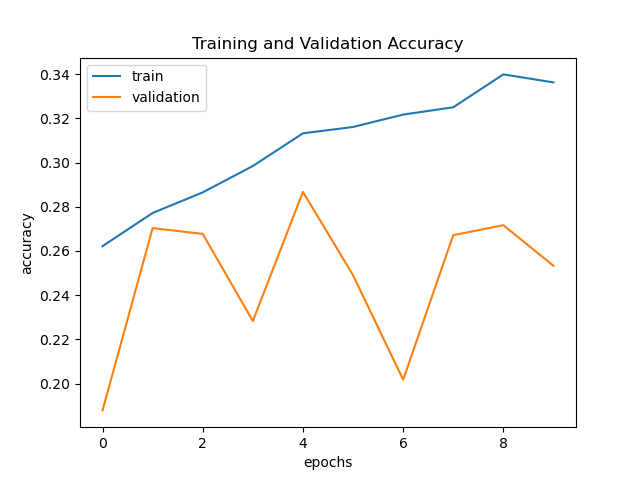 Training and Validation Accuracy
train
validation
accuracy
0.34
0.32
0.30
0.28
0.26
0.24
0.22
0.20
0 2 4 6 8
epochs